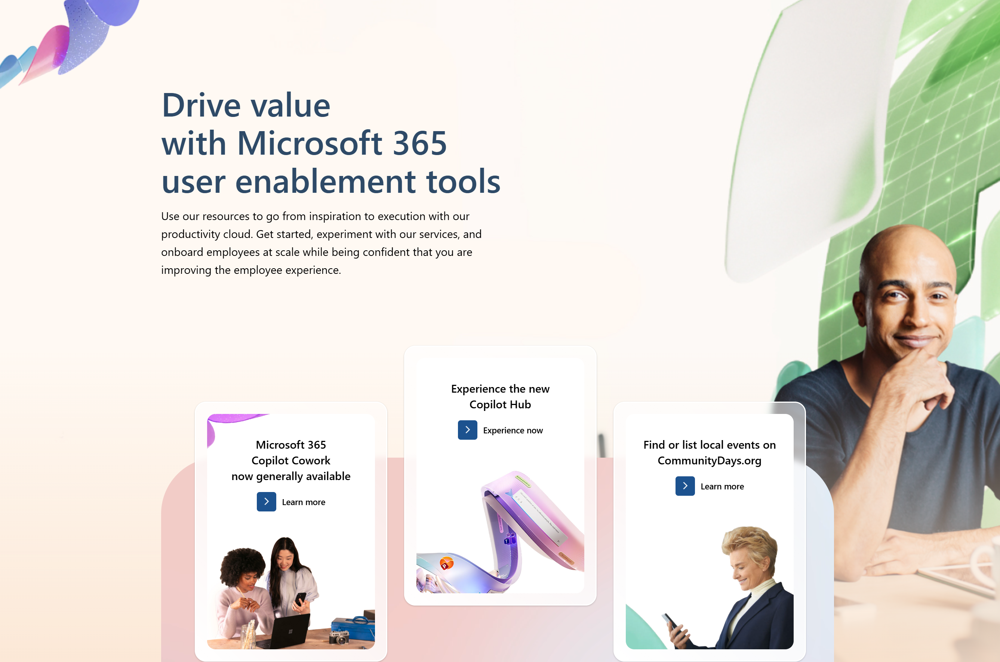 Drive value
with Microsoft 365
user enablement tools
Use our resources to go from inspiration to execution with our
productivity cloud. Get started, experiment with our services, and
onboard employees at scale while being confident that you are
improving the employee experience.
Microsoft 365
Copilot Cowork
now generally available
Learn more
Experience the new
Copilot Hub
Experience now
T
P
Find or list local events on
CommunityDays.org
Learn more